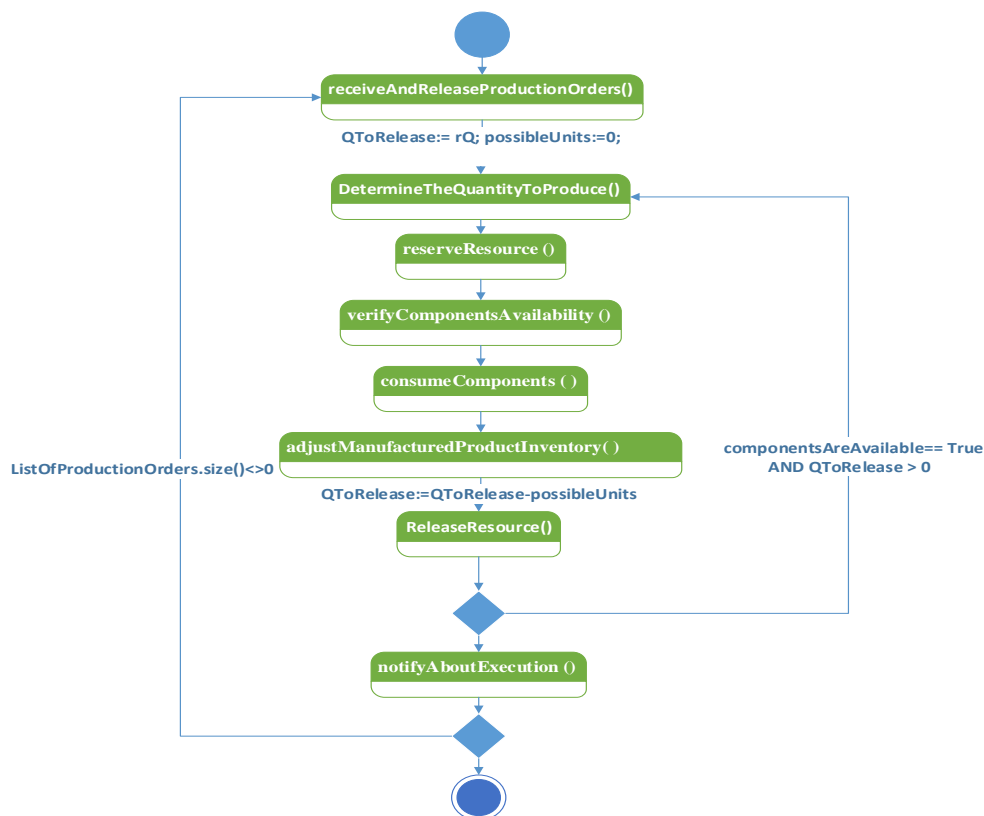 receiveAndReleaseProductionOrders()
QToRelease:= rQ; possibleUnits:=0;
DetermineTheQuantityToProduce()
reserveResource ()
verifyComponentsAvailability ()
consumeComponents ( )
adjustManufacturedProductInventory( )
ListOfProductionOrders.size()<>0
componentsAreAvailable== True
AND QToRelease > 0
QToRelease:=QToRelease-possibleUnits
ReleaseResource()
notifyAboutExecution ()